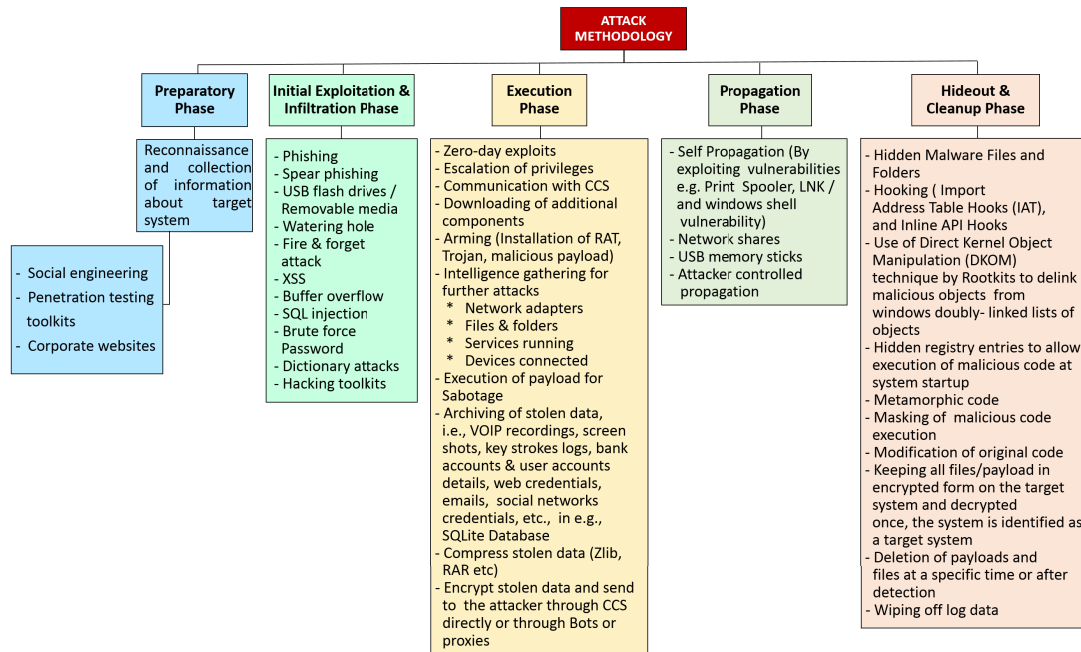 ATTACK
METHODOLOGY
Preparatory
Phase
Reconnaissance
and collection
of information
about target
system
- Social engineering
- Penetration testing
toolkits
- Corporate websites
Initial Exploitation &
Infiltration Phase
- Phishing
- Spear phishing
- USB flash drives /
Removable media
- Watering hole
- Fire & forget
attack
- XSS
- Buffer overflow
- SQL injection
- Brute force
Password
- Dictionary attacks
- Hacking toolkits
Execution
Phase
- Zero-day exploits
- Escalation of privileges
- Communication with CCS
- Downloading of additional
components
- Arming (Installation of RAT,
Trojan, malicious payload)
- Intelligence gathering for
further attacks
* Network adapters
* Files & folders
* Services running
* Devices connected
- Execution of payload for
Sabotage
- Archiving of stolen data,
i.e., VOIP recordings, screen
shots, key strokes logs, bank
accounts & user accounts
details, web credentials,
emails, social networks
credentials, etc., in e.g.,
SQLite Database
- Compress stolen data (Zlib,
RAR etc)
- Encrypt stolen data and send
to the attacker through CCS
directly or through Bots or
proxies
Propagation
Phase
- Self Propagation (By
exploiting vulnerabilities
e.g. Print Spooler, LNK /
and windows shell
vulnerability)
- Network shares
- USB memory sticks
- Attacker controlled
propagation
Hideout &
Cleanup Phase
- Hidden Malware Files and
Folders
- Hooking ( Import
Address Table Hooks (IAT),
and Inline API Hooks
- Use of Direct Kernel Object
Manipulation (DKOM)
technique by Rootkits to delink
malicious objects from
windows doubly- linked lists of
objects
- Hidden registry entries to allow
execution of malicious code at
system startup
- Metamorphic code
- Masking of malicious code
execution
- Modification of original code
- Keeping all files/payload in
encrypted form on the target
system and decrypted
once, the system is identified as
a target system
- Deletion of payloads and
files at a specific time or after
detection
- Wiping off log data